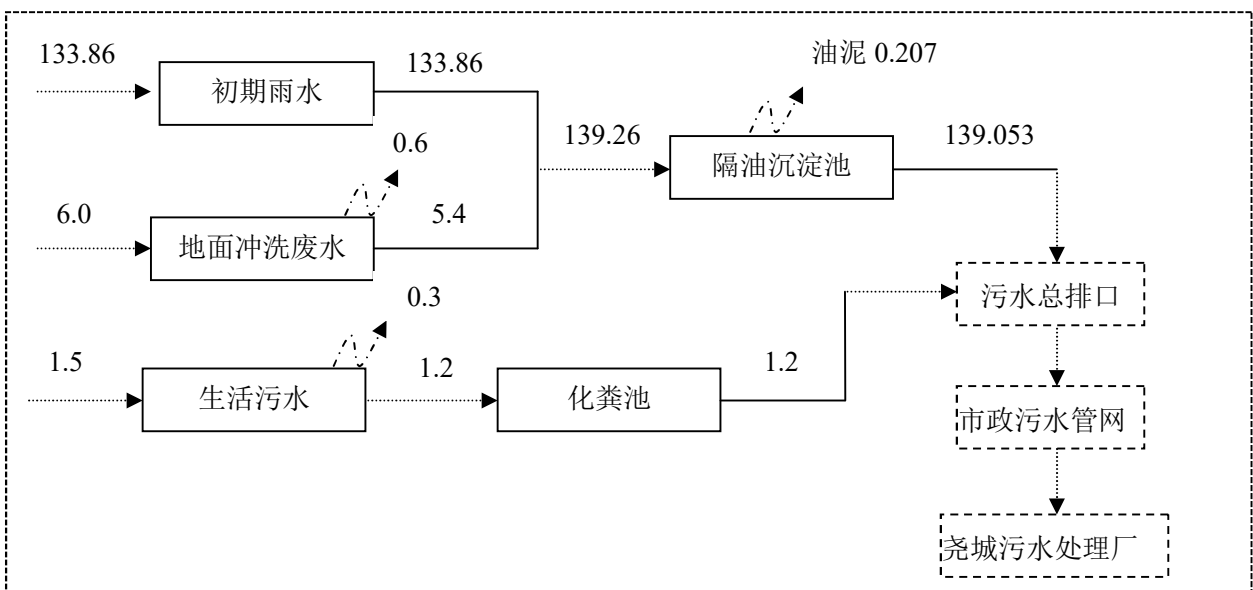 油泥 0.207
133.86
133.86
初期雨水
0.6
139.26
139.053
隔油沉淀池
6.0
5.4
地面冲洗废水
0.3
污水总排口
1.5
1.2
1.2
生活污水
化粪池
市政污水管网
尧城污水处理厂